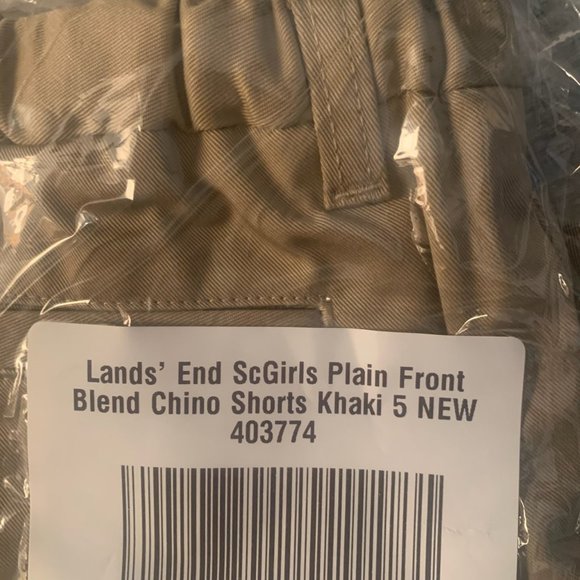 Lands’ End ScGirls Plain Front
Blend Chino Shorts Khaki 5 NEW
403774